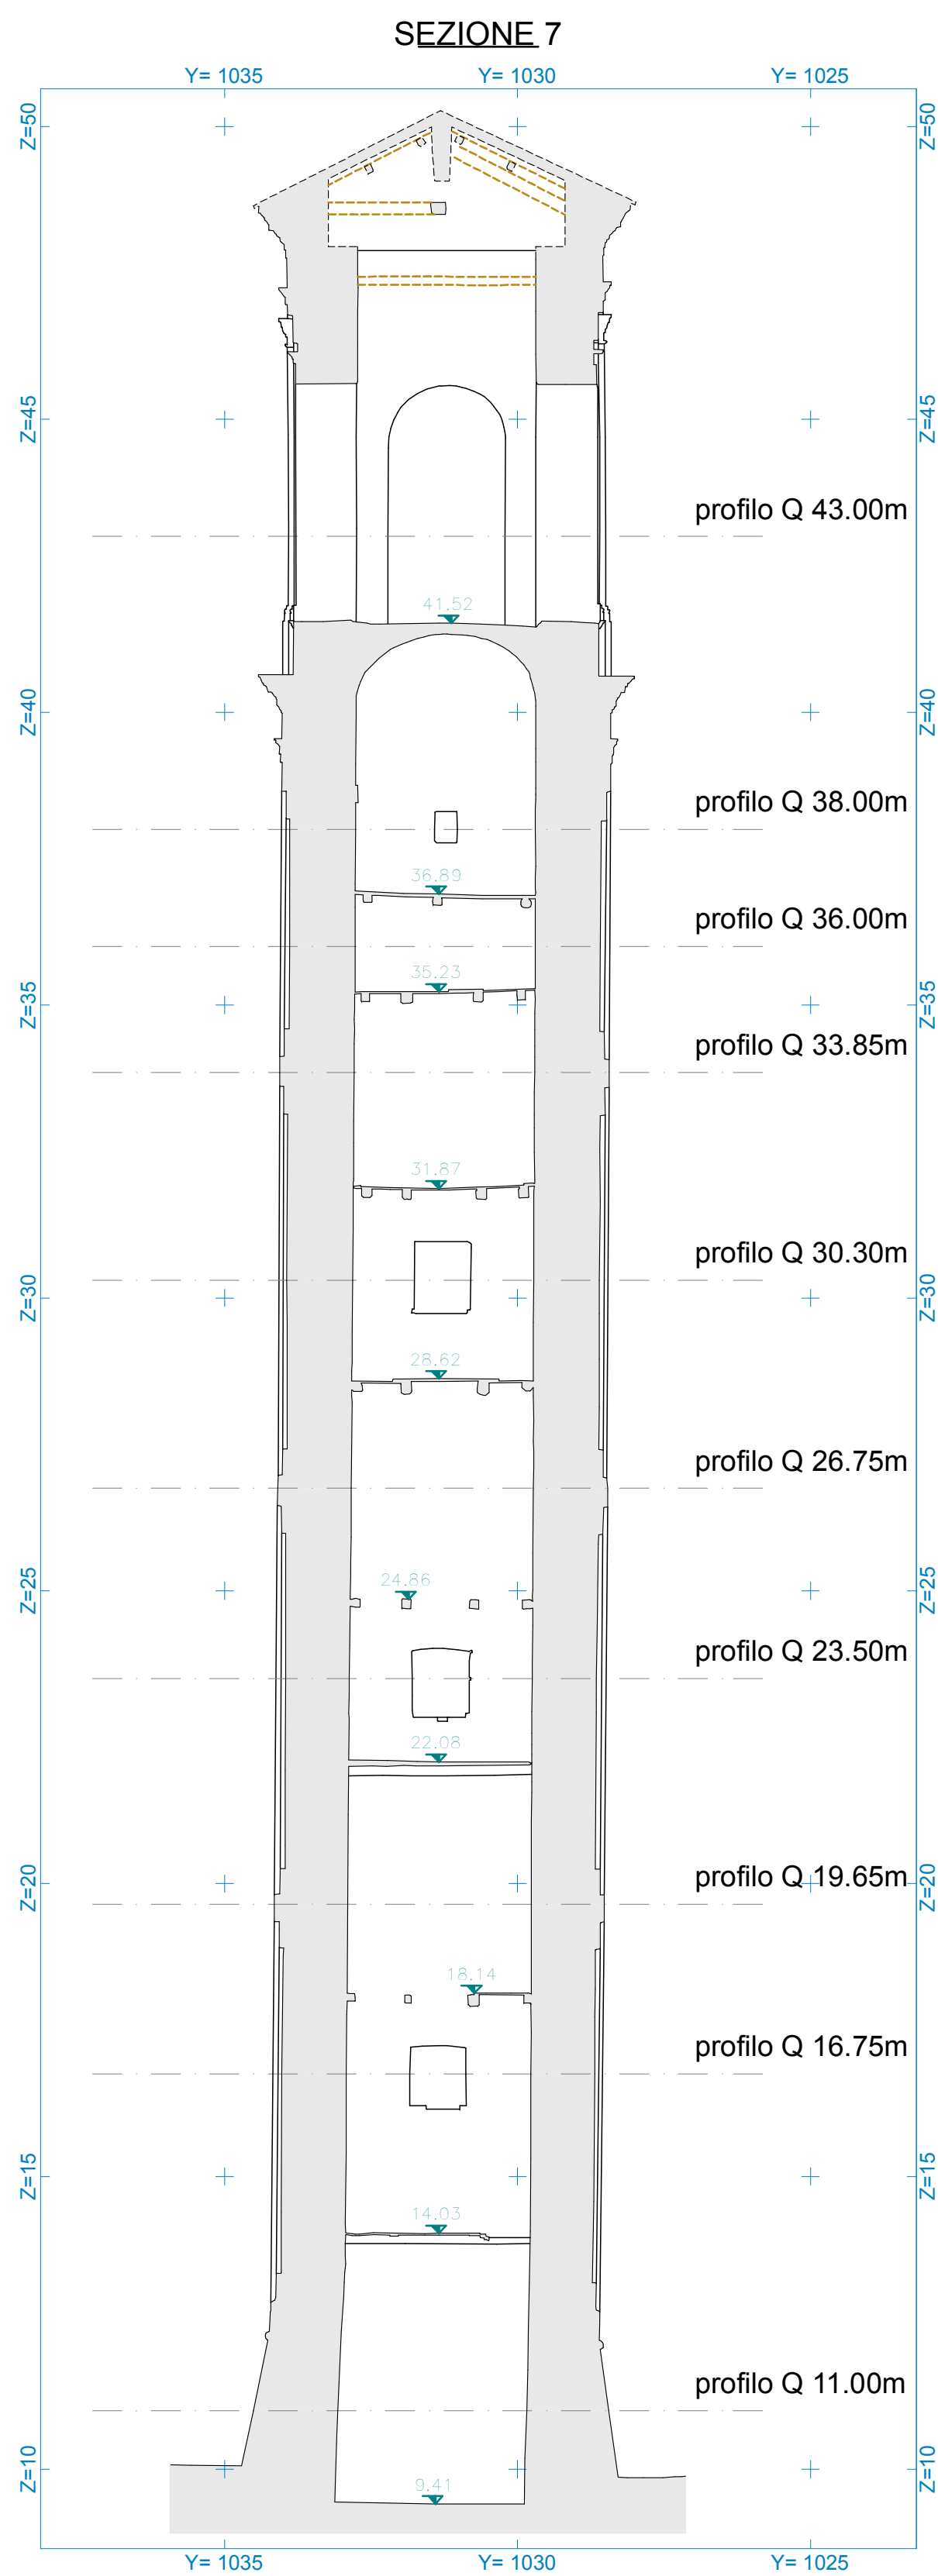 SEZIONE 7
Y= 1035 Y= 1030 Y= 1025
Z=50 Z=50
Z=45 Z=45
profilo Q 43.00m
41.52
Z=40 Z=40
profilo Q 38.00m
36.89
profilo Q 36.00m
35.23
Z=35 Z=35
profilo Q 33.85m
31.87
profilo Q 30.30m
Z=30 Z=30
28.62
profilo Q 26.75m
24.86
Z=25 Z=25
profilo Q 23.50m
22.08
profilo Q 19.65m
Z=20 Z=20
18.14
profilo Q 16.75m
Z=15 Z=15
14.03
profilo Q 11.00m
Z=10 Z=10
9.41
Y= 1035 Y= 1030 Y= 1025